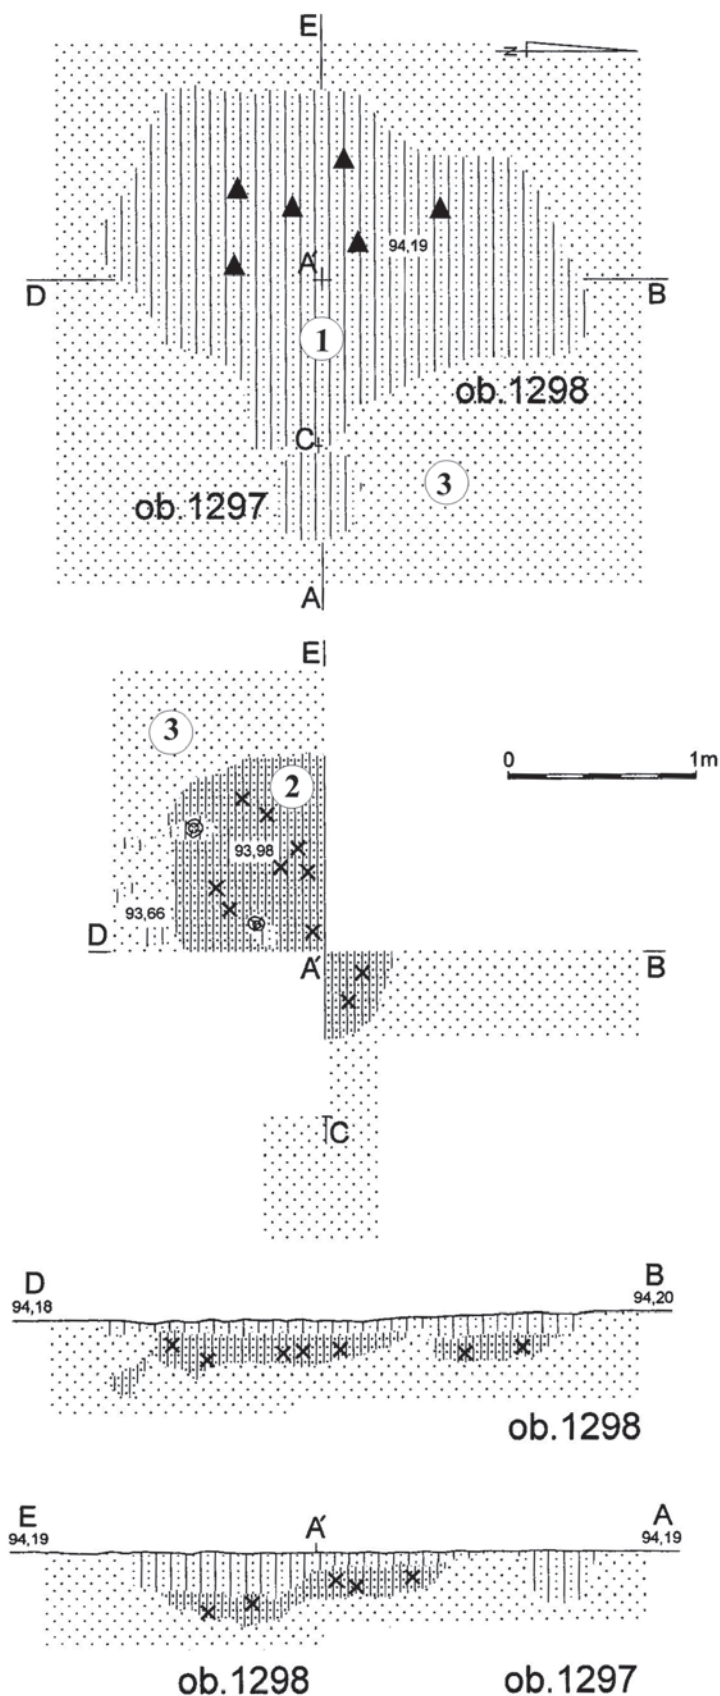 E
N
94,19
A′
D
B
1
ob.1298
C
ob.1297
3
A
E
3
0 1m
2
93,98
93,66
D
A′
B
C
D
B
94,18
94,20
ob.1298
E
A′
A
94,19
94,19
ob.1298 ob.1297